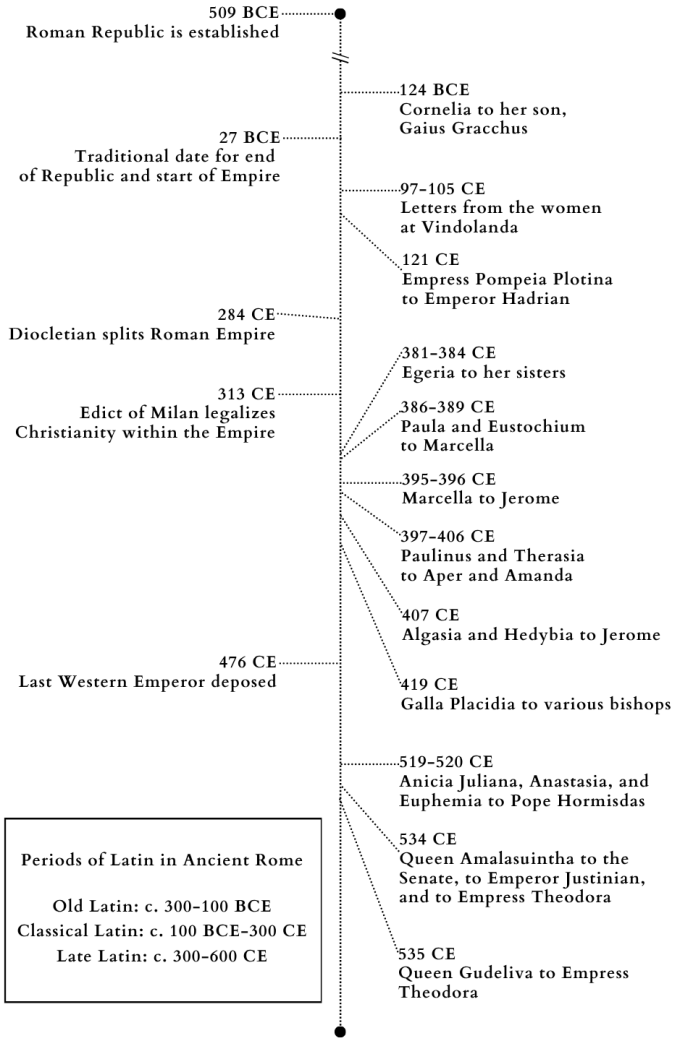 509 BCE
Roman Republic is established
124 BCE
Cornelia to her son,
Gaius Gracchus
27 BCE
Traditional date for end
of Republic and start of Empire
97–105 CE
Letters from the women
at Vindolanda
121 CE
Empress Pompeia Plotina
to Emperor Hadrian
284 CE
Diocletian splits Roman Empire
381–384 CE
Egeria to her sisters
313 CE
Edict of Milan legalizes
Christianity within the Empire
386–389 CE
Paula and Eustochium
to Marcella
395–396 CE
Marcella to Jerome
397–406 CE
Paulinus and Therasia
to Aper and Amanda
407 CE
Algasia and Hedybia to Jerome
476 CE
Last Western Emperor deposed
419 CE
Galla Placidia to various bishops
519–520 CE
Anicia Juliana, Anastasia, and
Euphemia to Pope Hormisdas
534 CE
Queen Amalasuintha to the
Senate, to Emperor Justinian,
and to Empress Theodora
535 CE
Queen Gudeliva to Empress
Theodora
Periods of Latin in Ancient Rome
Old Latin: c. 300–100 BCE
Classical Latin: c. 100 BCE–300 CE
Late Latin: c. 300–600 CE